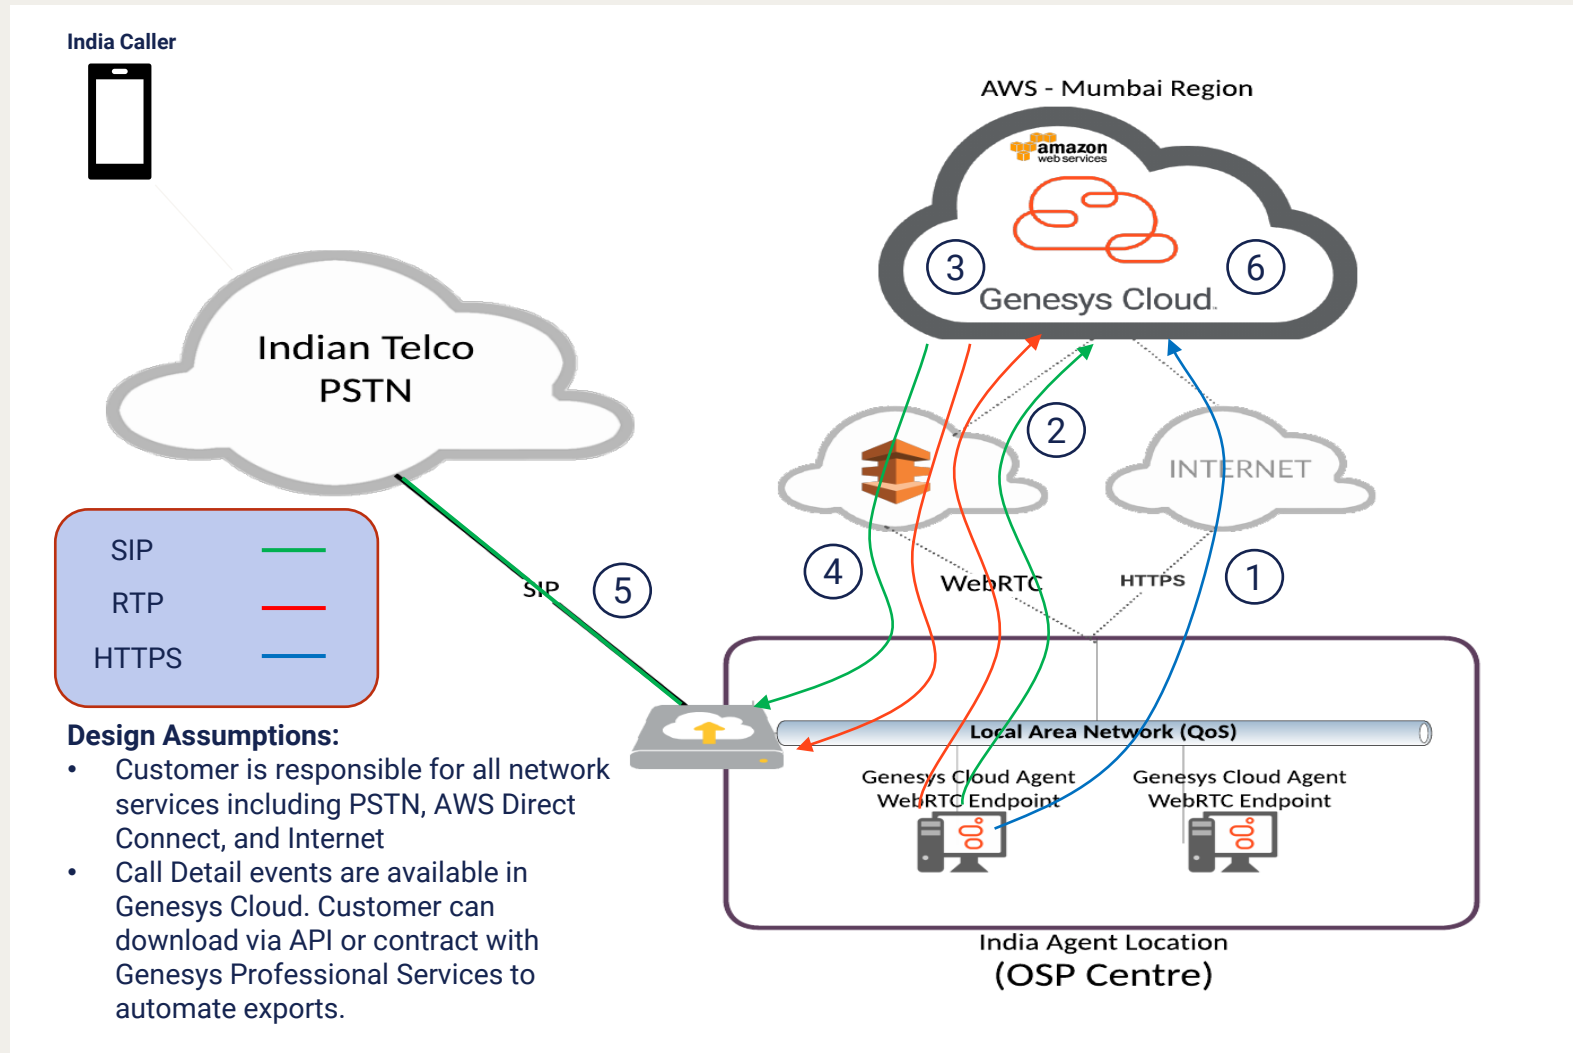 India Caller
AWS - Mumbai Region
amazon
web services
3
6
Genesys Cloud
Indian Telco
PSTN
2
INTERNET
SIP
RTP
HTTPS
SIP
5
4
WebRTC
HTTPS
1
Local Area Network (QoS)
Genesys Cloud Agent
WebRTC Endpoint
Genesys Cloud Agent
WebRTC Endpoint
India Agent Location
(OSP Centre)
Design Assumptions:
• Customer is responsible for all network
services including PSTN, AWS Direct
Connect, and Internet
• Call Detail events are available in
Genesys Cloud. Customer can
download via API or contract with
Genesys Professional Services to
automate exports.